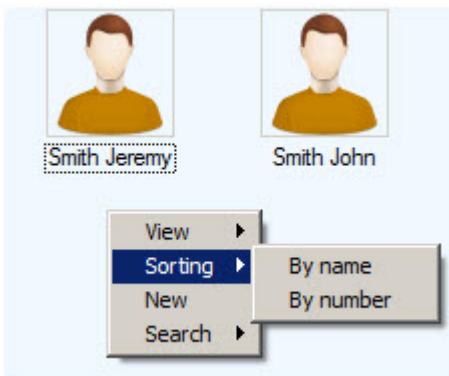 Smith Jeremy
Smith John
View
Sorting
By name
New
By number
Search